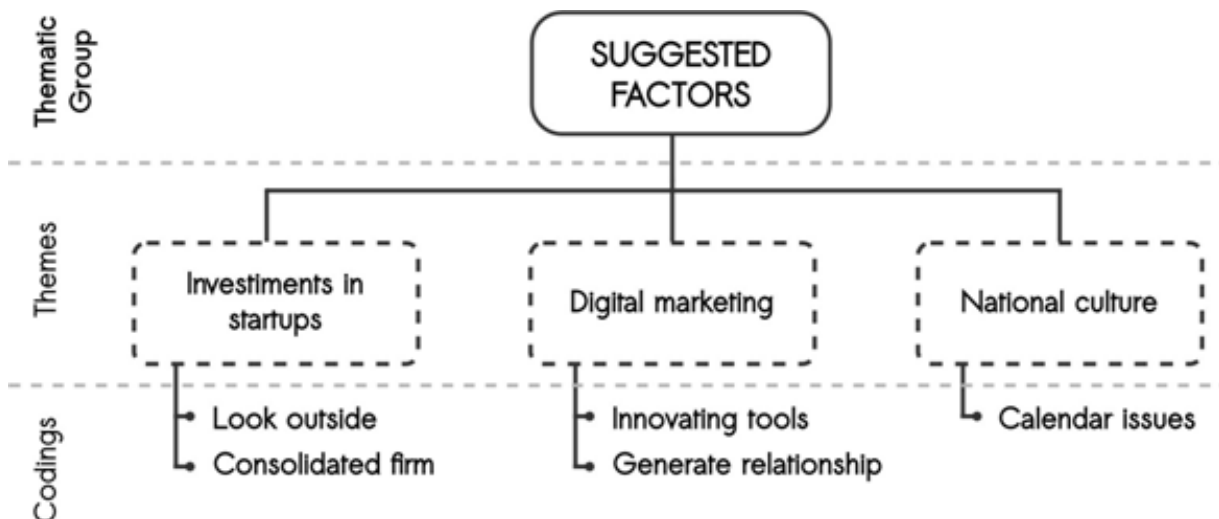 Thematic
Group
SUGGESTED
FACTORS
Themes
Investiments in
startups
Digital marketing
National culture
Codings
Look outside
Consolidated firm
Innovating tools
Generate relationship
Calendar issues